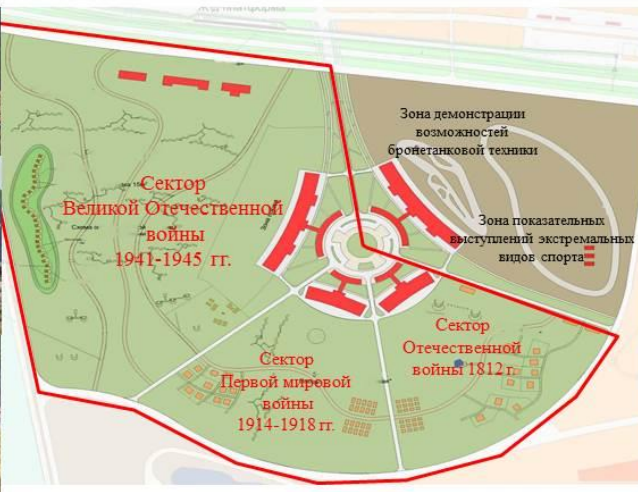 Зона демонстрации
возможностей
бронетанковой техники
Сектор
Великой Отечественной
войны
1941-1945 гг.
Зона показательных
выступлений экстремальных
видов спорта
Сектор
Отечественной
войны 1812 г.
Сектор
Первой мировой
войны
1914-1918 гг.